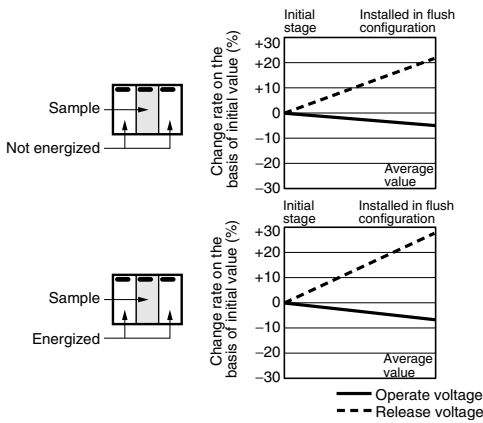 Initial
stage
Installed in flush
configuration
Change rate on the
basis of initial value (%)
+30
+20
+10
0
−10
−20
−30
Average
value
Sample
Not energized
Initial
stage
Installed in flush
configuration
Change rate on the
basis of initial value (%)
+30
+20
+10
0
−10
−20
−30
Average
value
Sample
Energized
Operate voltage
Release voltage